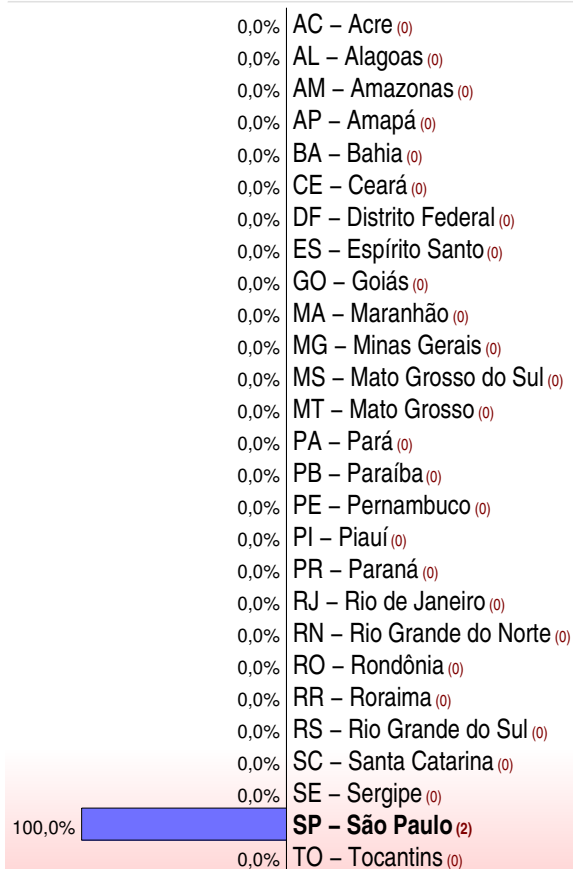 0,0% AC – Acre (0)
0,0% AL – Alagoas (0)
0,0% AM – Amazonas (0)
0,0% AP – Amapá (0)
0,0% BA – Bahia (0)
0,0% CE – Ceará (0)
0,0% DF – Distrito Federal (0)
0,0% ES – Espírito Santo (0)
0,0% GO – Goiás (0)
0,0% MA – Maranhão (0)
0,0% MG – Minas Gerais (0)
0,0% MS – Mato Grosso do Sul (0)
0,0% MT – Mato Grosso (0)
0,0% PA – Pará (0)
0,0% PB – Paraíba (0)
0,0% PE – Pernambuco (0)
0,0% PI – Piauí (0)
0,0% PR – Paraná (0)
0,0% RJ – Rio de Janeiro (0)
0,0% RN – Rio Grande do Norte (0)
0,0% RO – Rondônia (0)
0,0% RR – Roraima (0)
0,0% RS – Rio Grande do Sul (0)
0,0% SC – Santa Catarina (0)
0,0% SE – Sergipe (0)
100,0% SP – São Paulo (2)
0,0% TO – Tocantins (0)